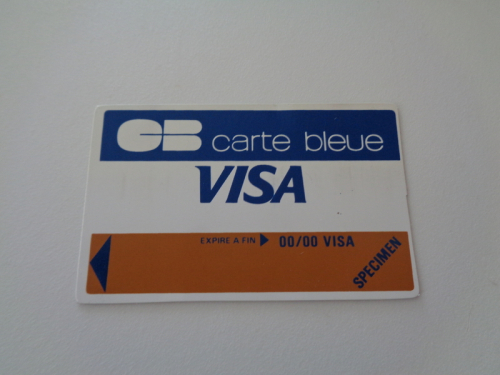 CB carte bleue
VISA
EXPIRE A FIN 00/00 VISA
SPECIMEN